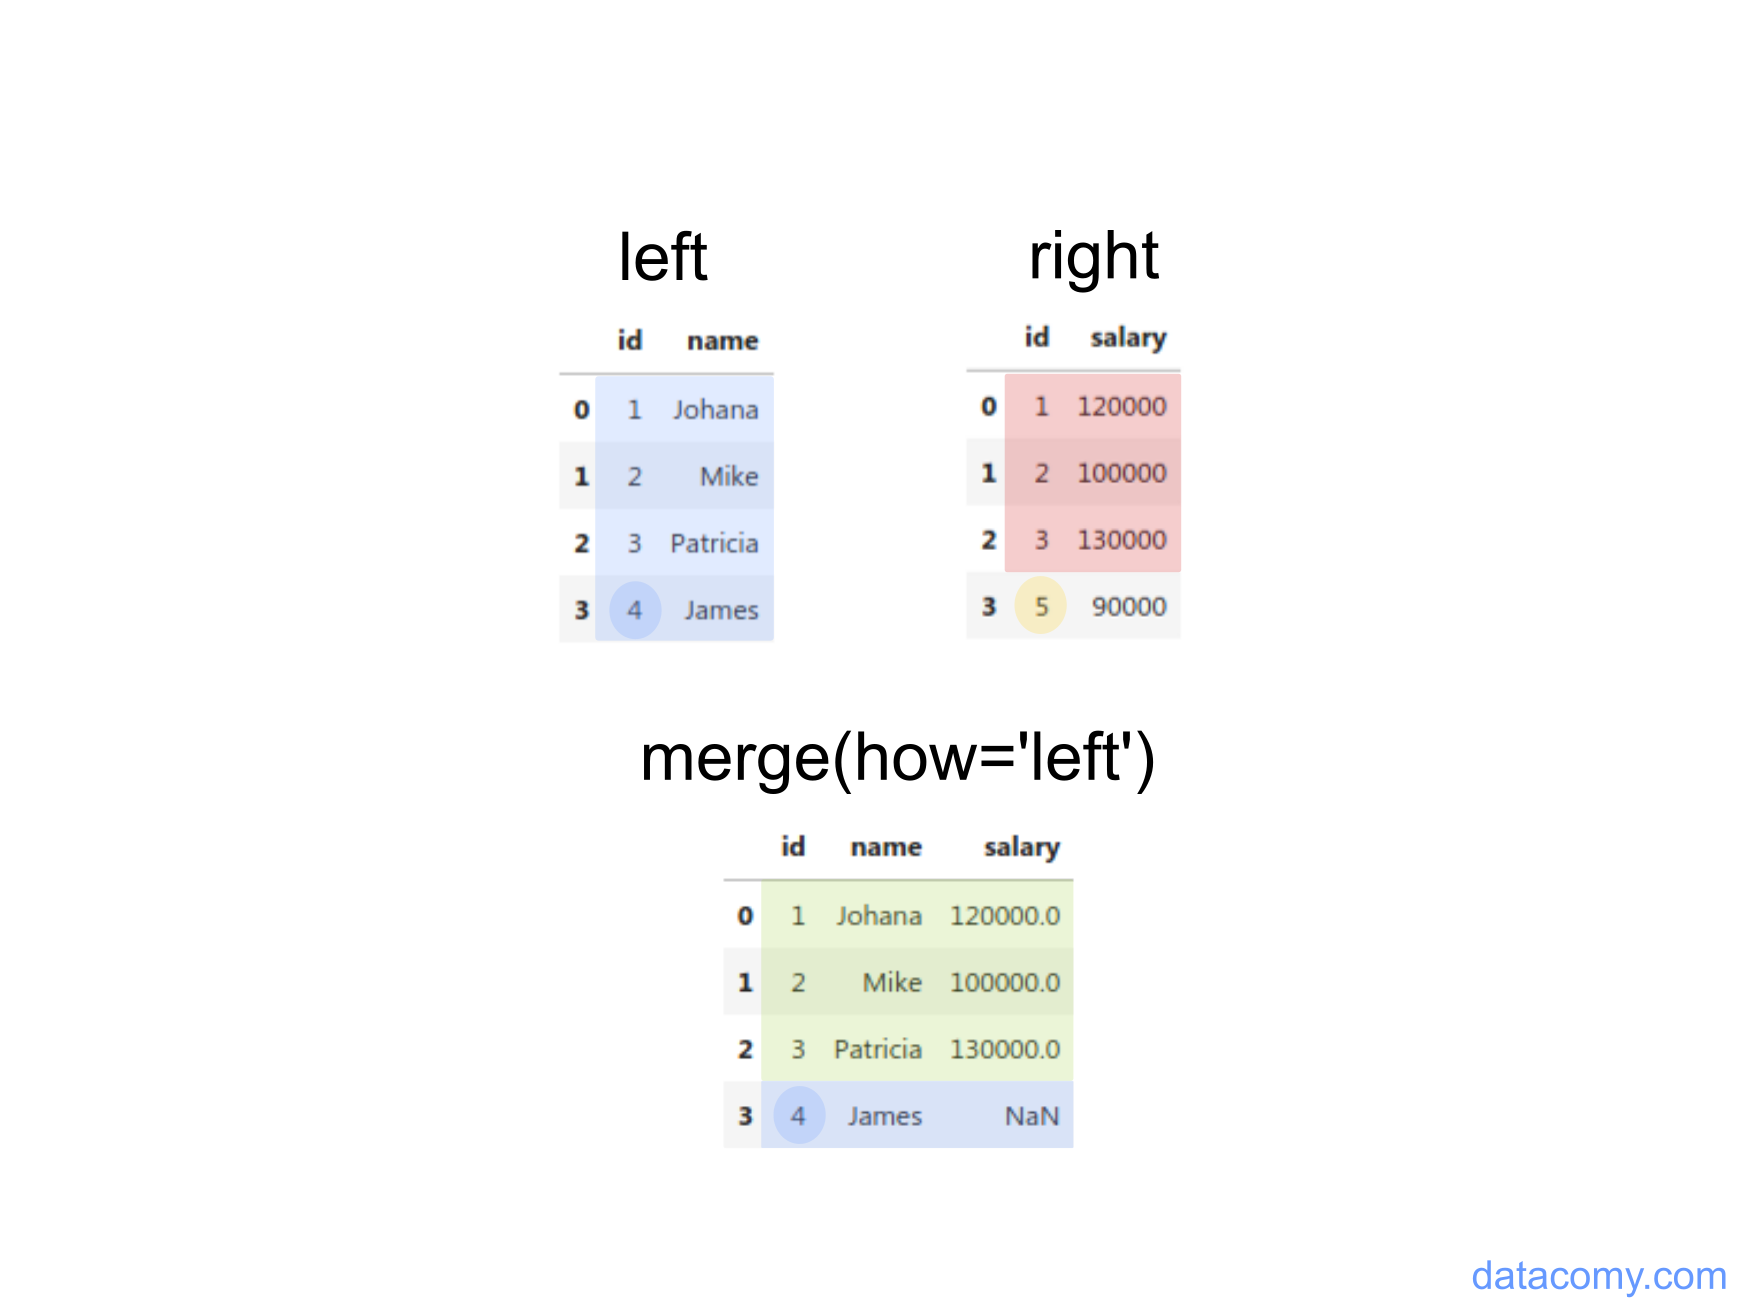 left right
id name id salary
0 1 Johana 0 1 120000
1 2 Mike 1 2 100000
2 3 Patricia 2 3 130000
3 4 James 3 5 90000
merge(how='left')
id name salary
0 1 Johana 120000.0
1 2 Mike 100000.0
2 3 Patricia 130000.0
3 4 James NaN
datacomy.com